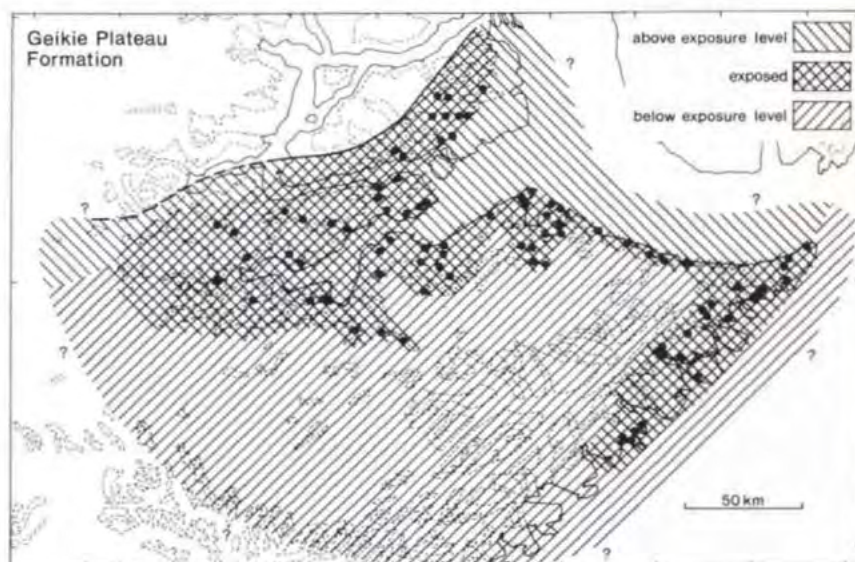 Geikie Plateau
Formation
above exposure level
exposed
below exposure level
?
?
?
?
?
?
?
50 km
?